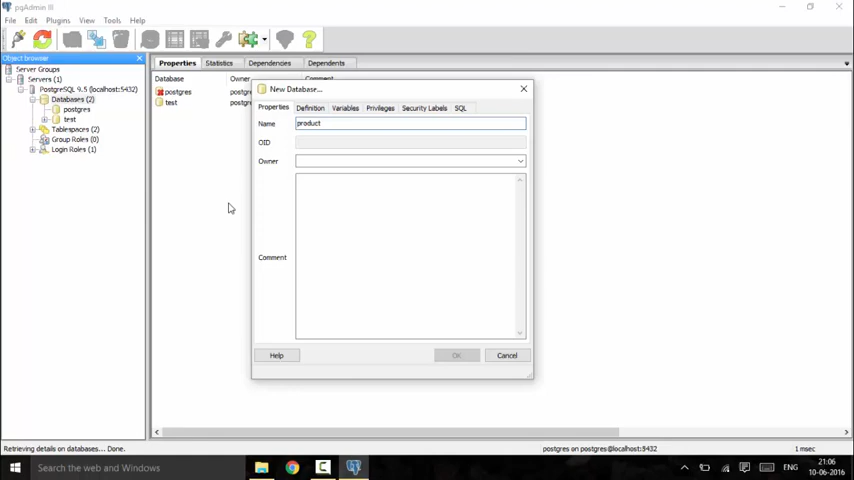 pgAdmin III
File Edit Plugins View Tools Help
Object browser
Server Groups
Servers (1)
PostgreSQL 9.5 (localhost:5432)
Databases (2)
postgres
test
Tablespaces (2)
Group Roles (0)
Login Roles (1)
Properties Statistics Dependencies Dependents
Database Owner Comment
postgres postgr
test postgr
New Database...
Properties Definition Variables Privileges Security Labels SQL
Name product
OID
Owner
Comment
Help OK Cancel
Retrieving details on databases... Done. postgres on postgres@localhost:5432 1 msec
Search the web and Windows
ENG
21:06
10-06-2016